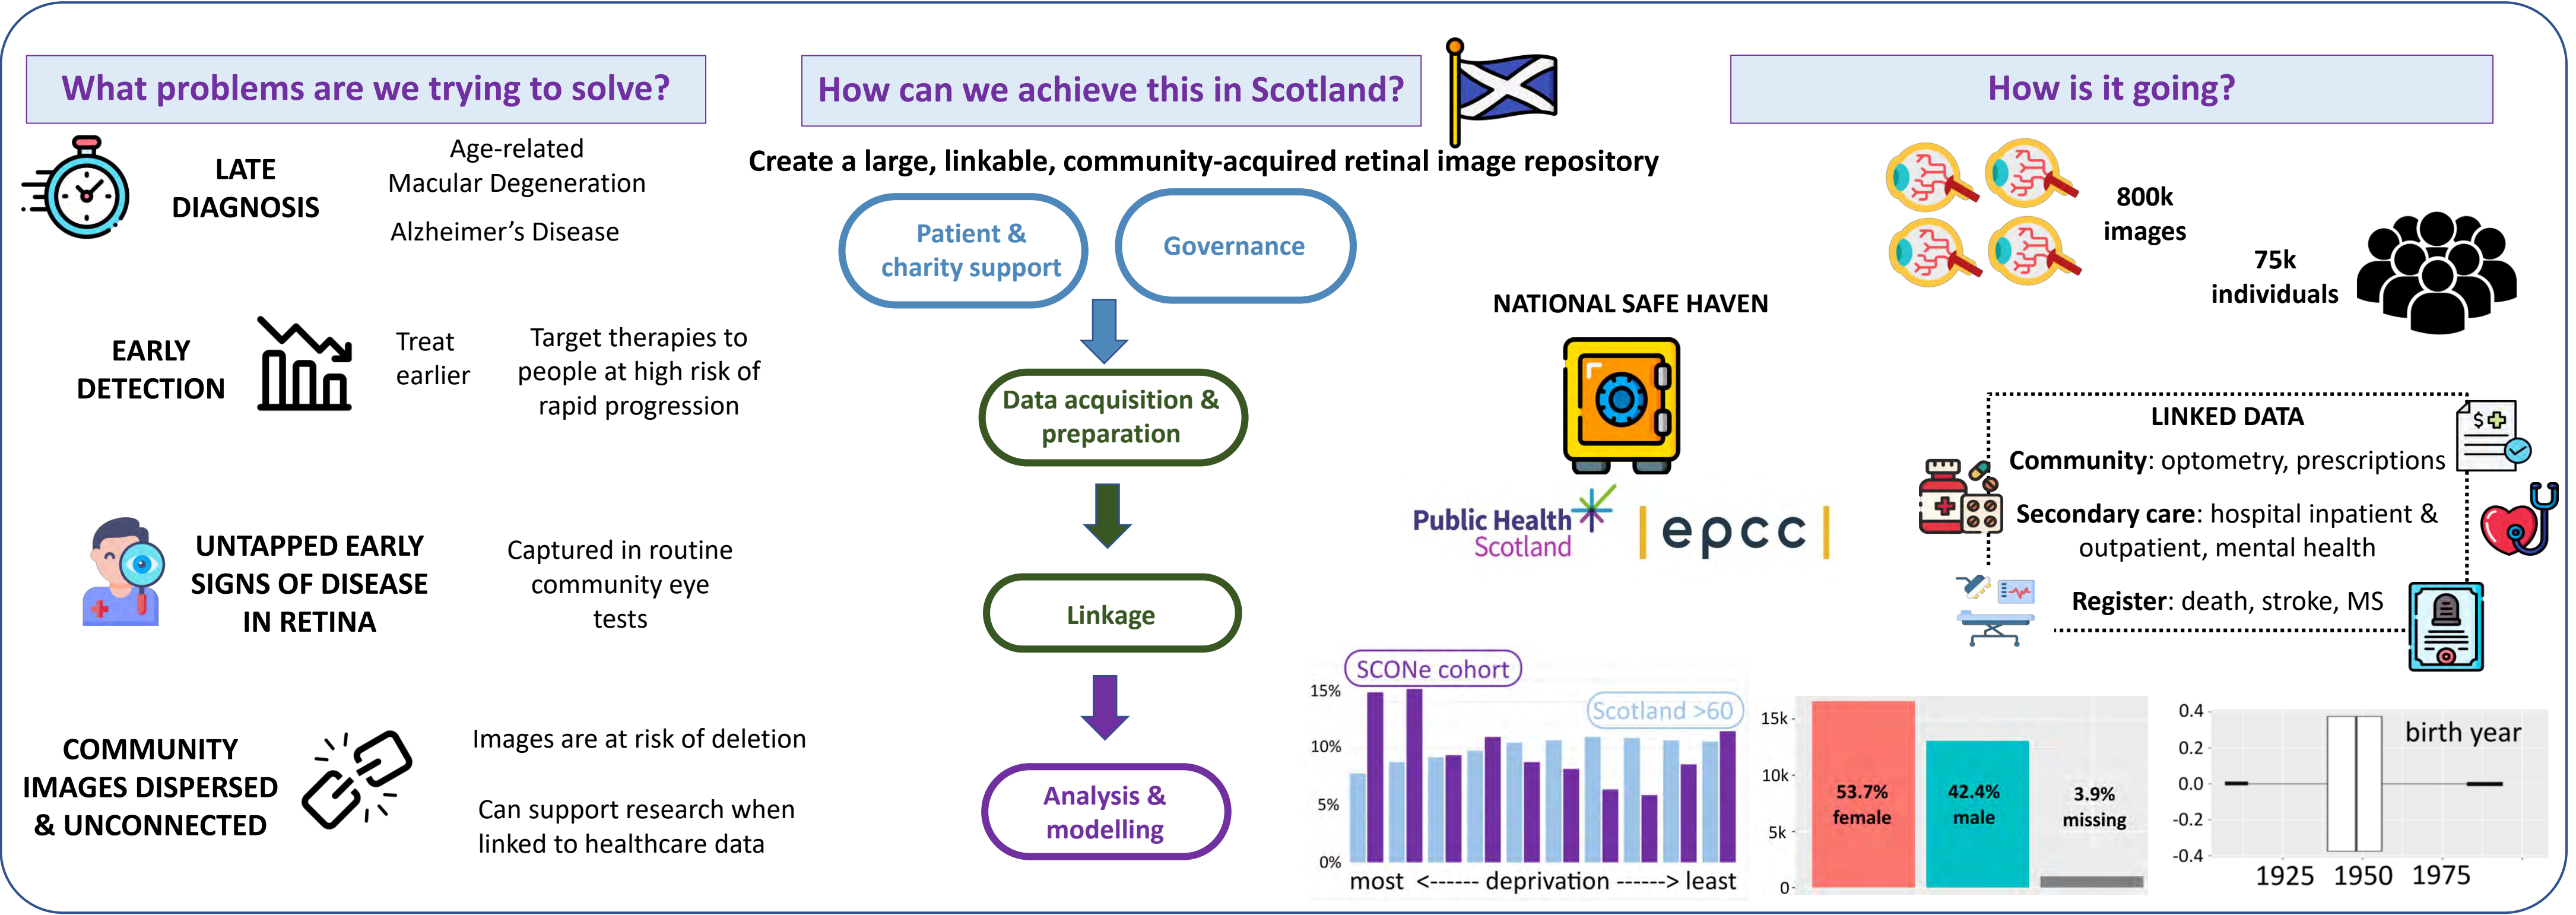 What problems are we trying to solve?
LATE
DIAGNOSIS
Age-related
Macular Degeneration
Alzheimer’s Disease
EARLY
DETECTION
Treat
earlier
Target therapies to
people at high risk of
rapid progression
UNTAPPED EARLY
SIGNS OF DISEASE
IN RETINA
Captured in routine
community eye
tests
COMMUNITY
IMAGES DISPERSED
& UNCONNECTED
Images are at risk of deletion
Can support research when
linked to healthcare data
How can we achieve this in Scotland?
Create a large, linkable, community-acquired retinal image repository
Patient &
charity support
Governance
Data acquisition &
preparation
Linkage
Analysis &
modelling
NATIONAL SAFE HAVEN
Public Health
Scotland
|epcc|
How is it going?
800k
images
75k
individuals
LINKED DATA
Community: optometry, prescriptions
Secondary care: hospital inpatient &
outpatient, mental health
Register: death, stroke, MS
$
SCONe cohort
Scotland >60
15%
10%
5%
0%
most <------ deprivation ------> least
15k
10k
5k
0
53.7%
female
42.4%
male
3.9%
missing
birth year
0.4
0.2
0.0
-0.2
-0.4
1925 1950 1975